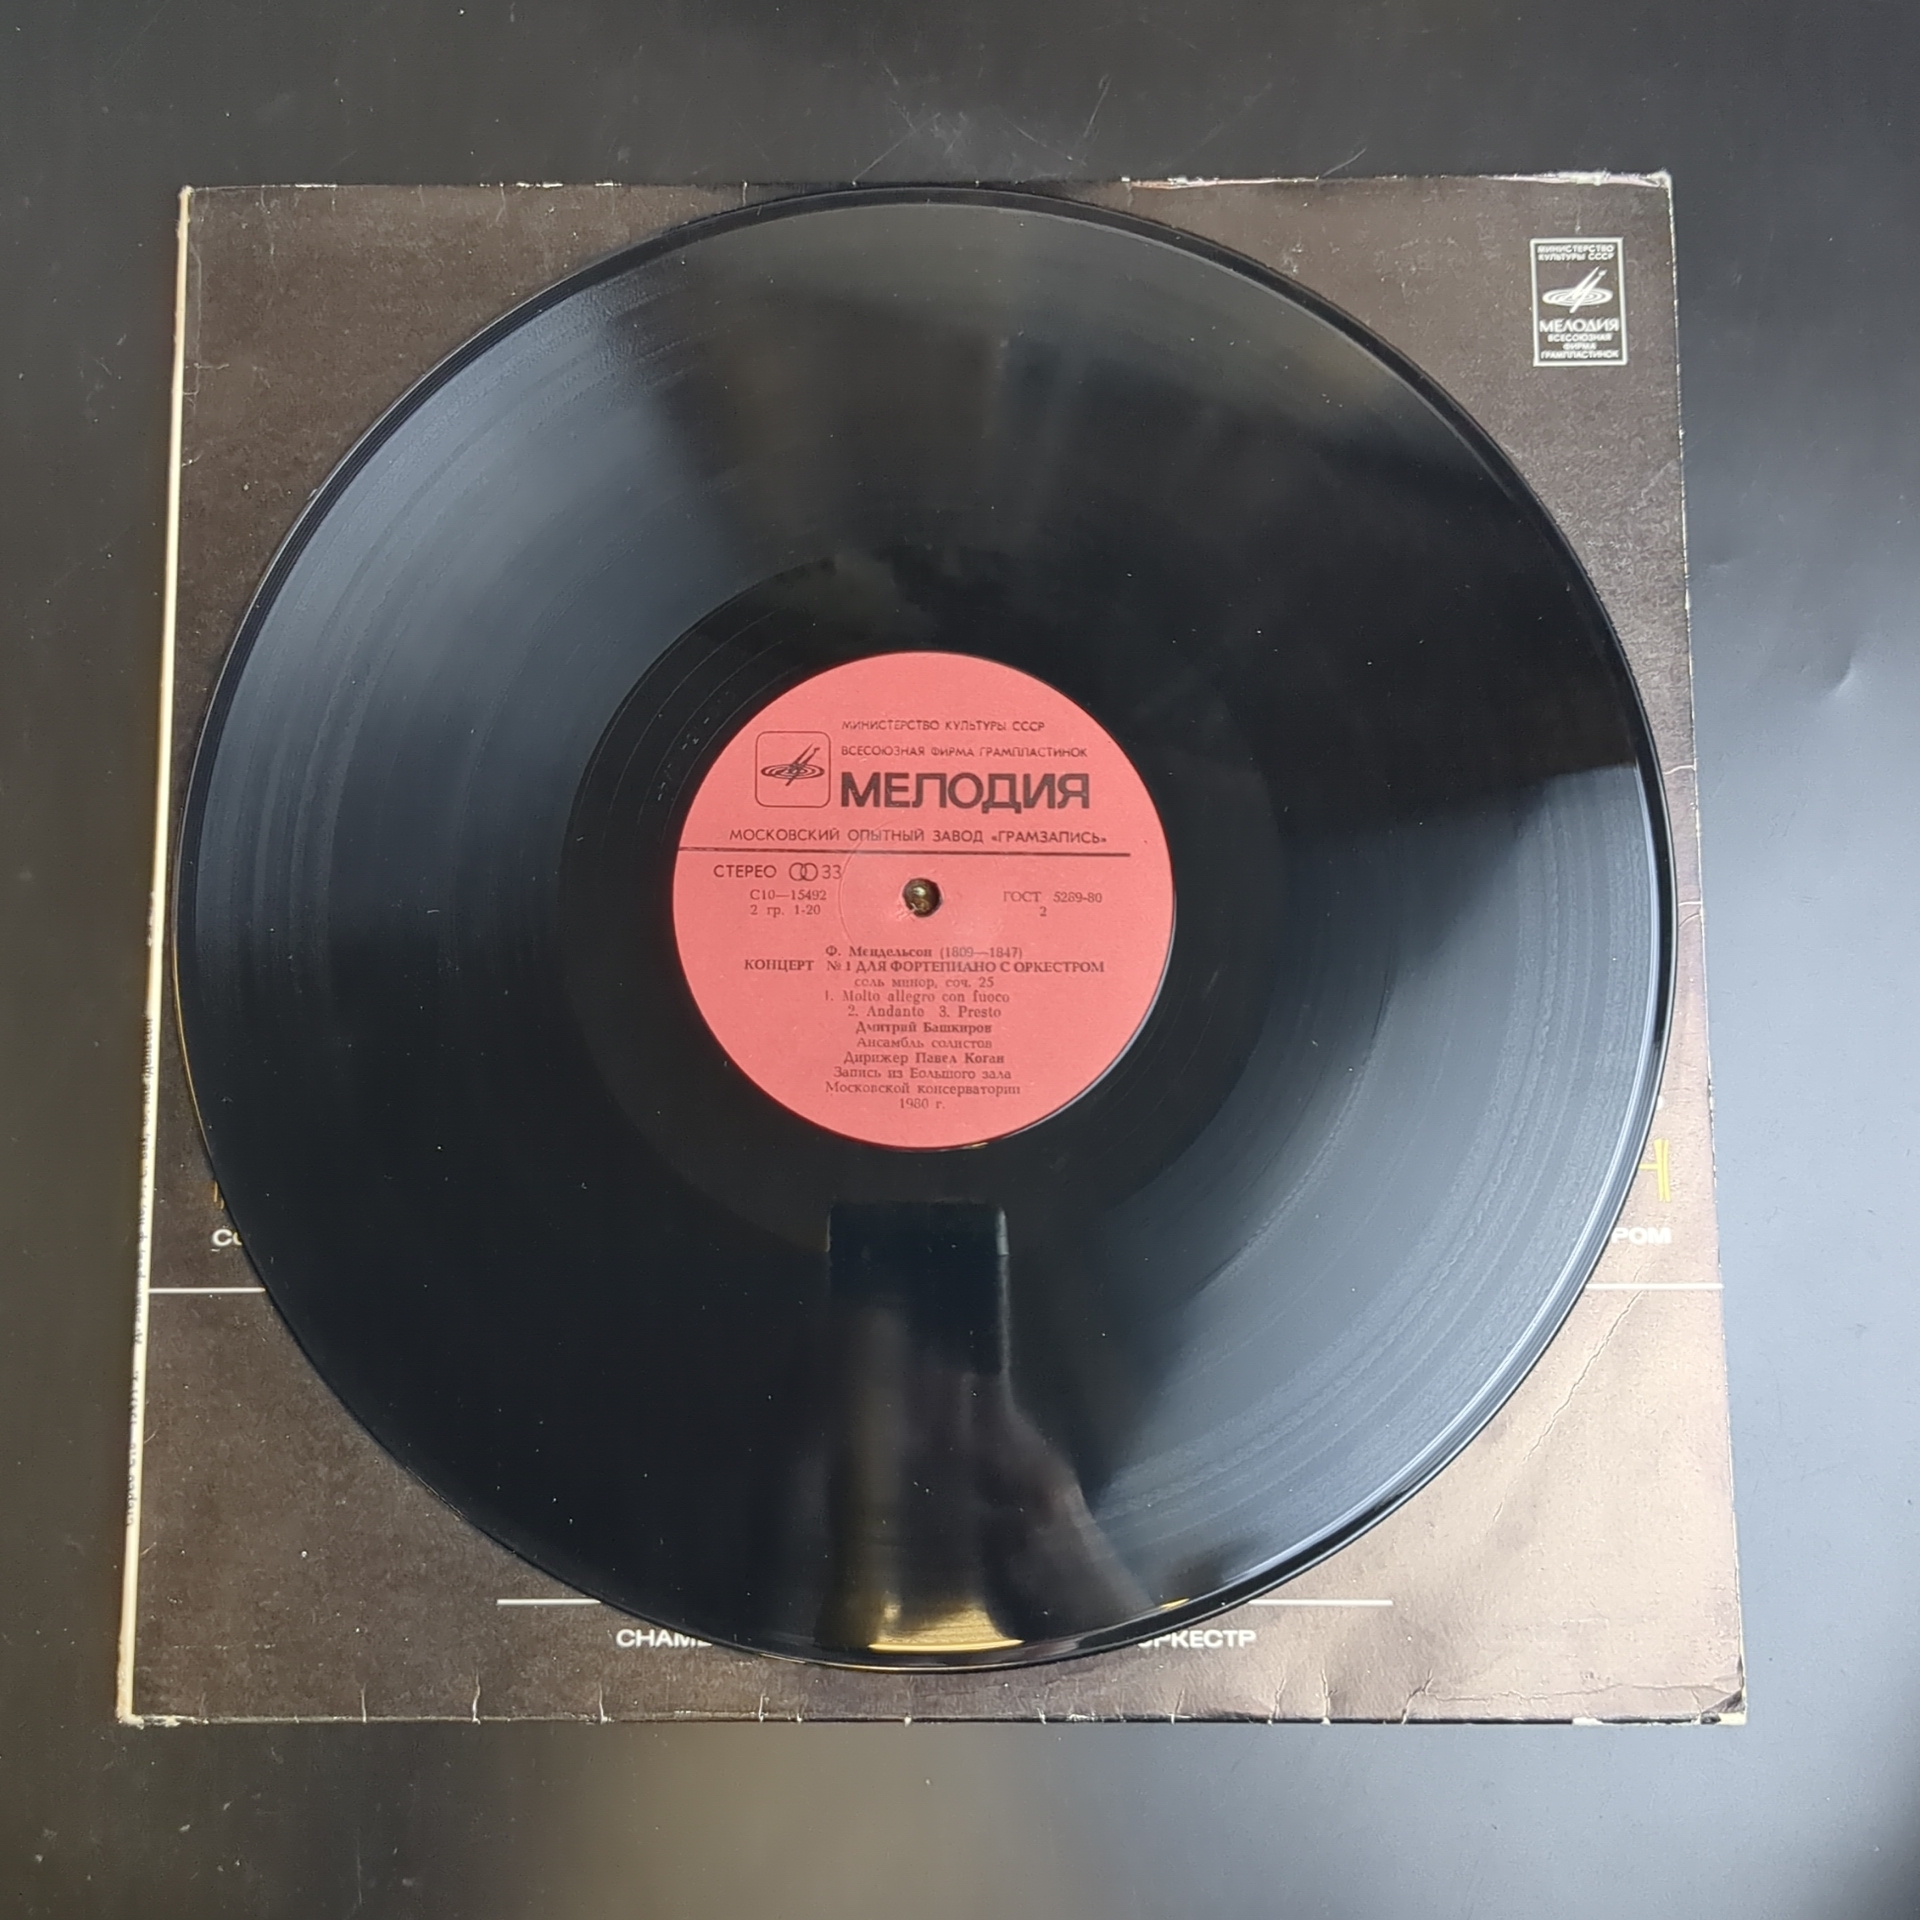 МИНИСТЕРСТВО
КУЛЬТУРЫ СССР
МЕЛОДИЯ
ВСЕСОЮЗНАЯ
ФИРМА
ГРАМПЛАСТИНОК
МИНИСТЕРСТВО КУЛЬТУРЫ СССР
ВСЕСОЮЗНАЯ ФИРМА ГРАМПЛАСТИНОК
МЕЛОДИЯ
МОСКОВСКИЙ ОПЫТНЫЙ ЗАВОД «ГРАМЗАПИСЬ»
СТЕРЕО 33
С10—15492 ГОСТ 5289-80
2 гр. 1-20 2
Ф. Мендельсон (1809—1847)
КОНЦЕРТ № 1 ДЛЯ ФОРТЕПИАНО С ОРКЕСТРОМ
соль минор, соч. 25
1. Molto allegro con fuoco
2. Andanto 3. Presto
Дмитрий Башкиров
Ансамбль солистов
Дирижер Павел Коган
Запись из Большого зала
Московской консерватории
1980 г.
РОМ
CHAMB
ОРКЕСТР